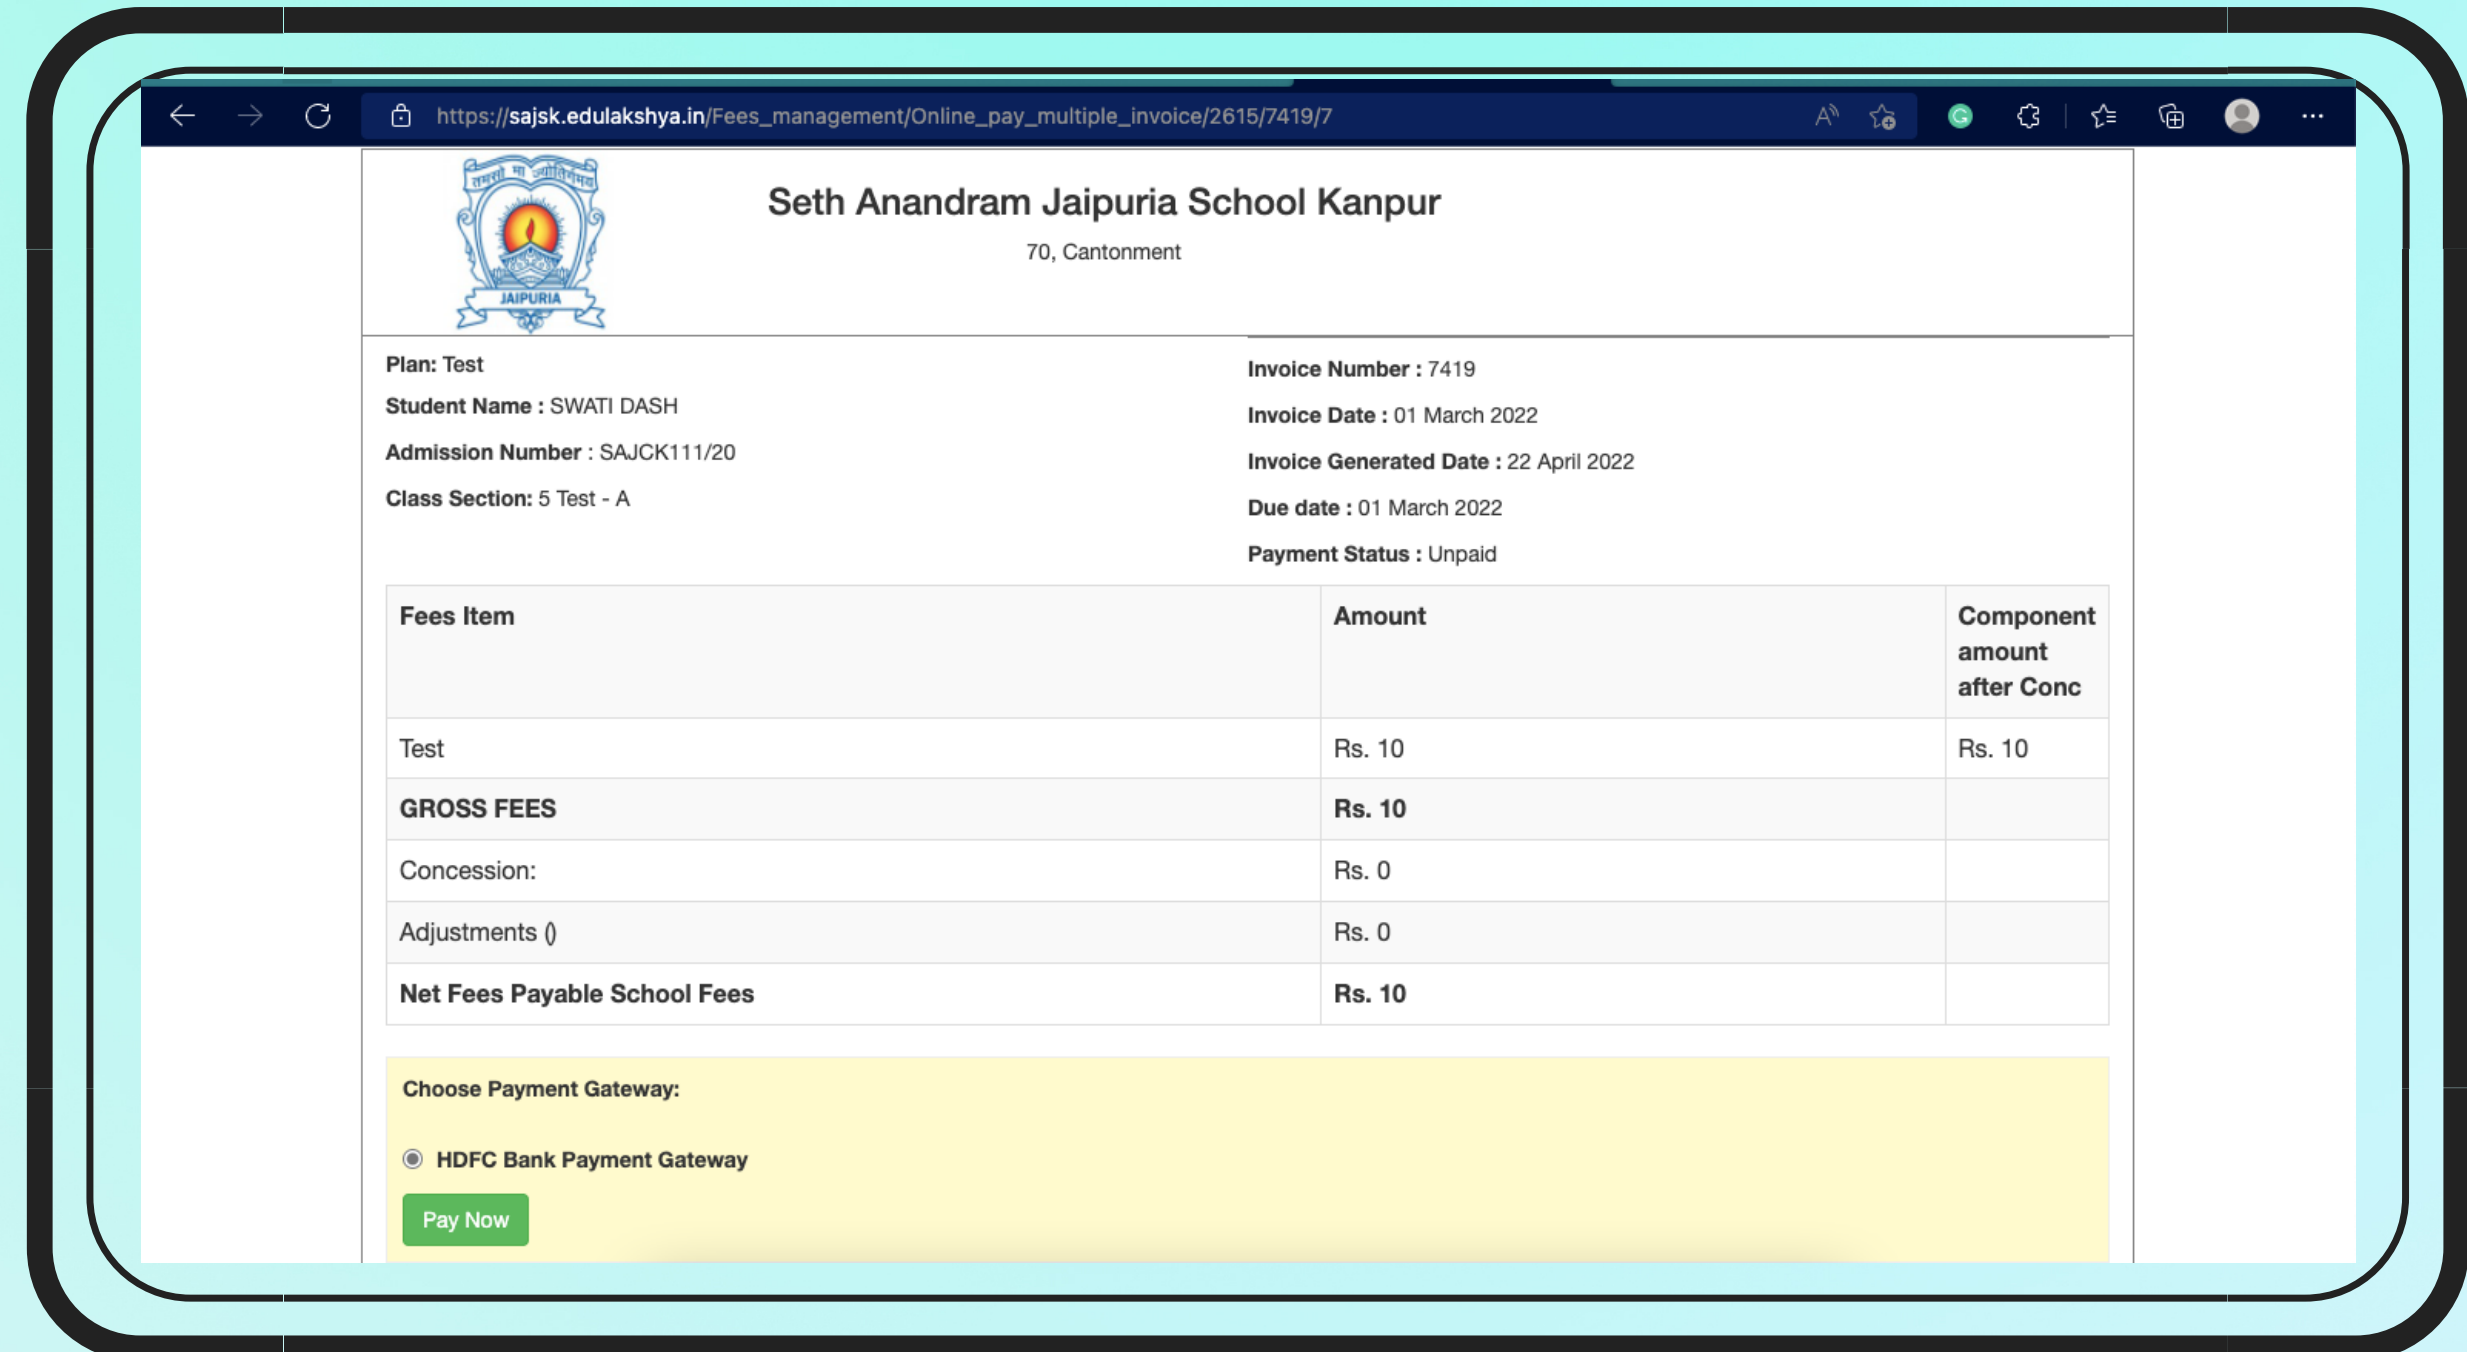 https://sajsk.edulakshya.in/Fees_management/Online_pay_multiple_invoice/2615/7419/7
तमसो मा ज्योतिर्गमय
JAIPURIA
Seth Anandram Jaipuria School Kanpur
70, Cantonment
Plan: Test
Student Name : SWATI DASH
Admission Number : SAJCK111/20
Class Section: 5 Test - A
Invoice Number : 7419
Invoice Date : 01 March 2022
Invoice Generated Date : 22 April 2022
Due date : 01 March 2022
Payment Status : Unpaid
Fees Item Amount Component
amount
after Conc
Test Rs. 10 Rs. 10
GROSS FEES Rs. 10
Concession: Rs. 0
Adjustments () Rs. 0
Net Fees Payable School Fees Rs. 10
Choose Payment Gateway:
HDFC Bank Payment Gateway
Pay Now